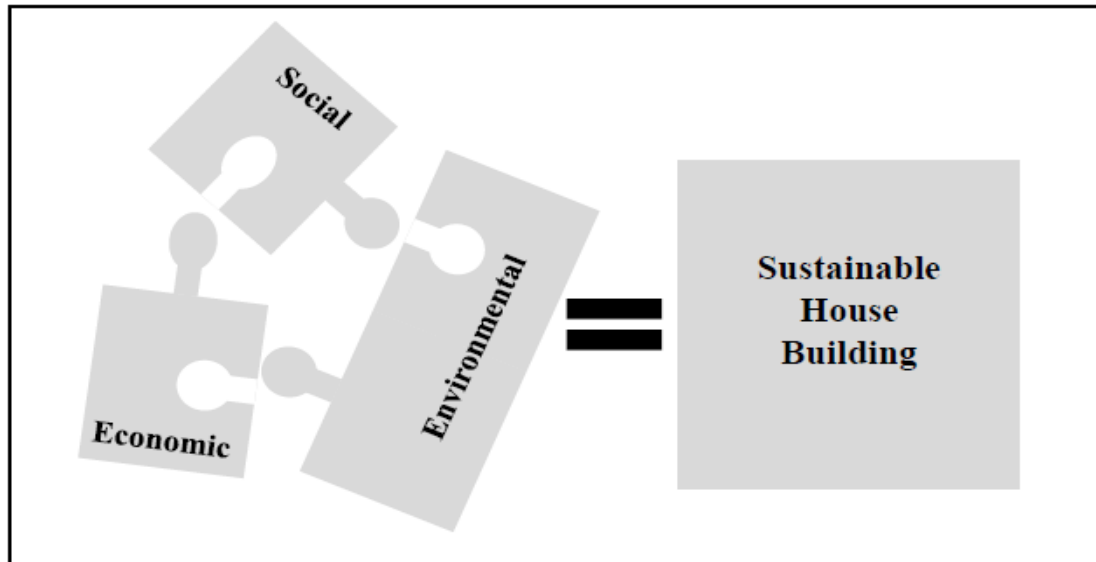 Social
Environmental
Economic
Sustainable
House
Building